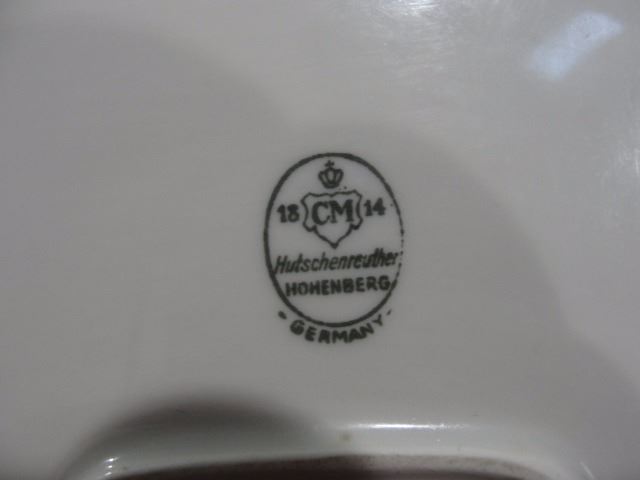 18 CM 14
Hutschenreuther
HOHENBERG
- GERMANY -